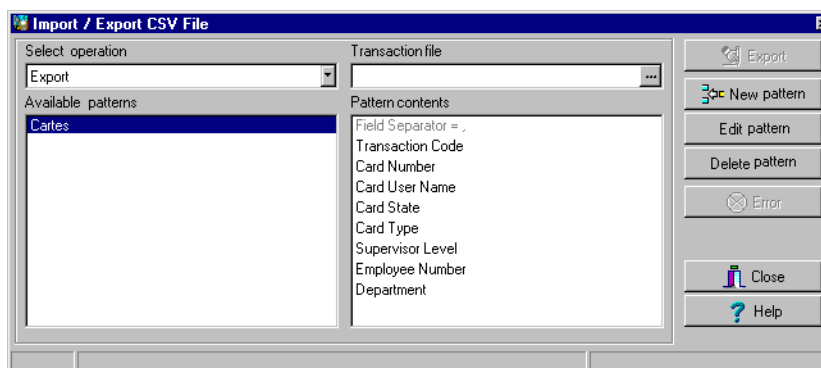 Import / Export CSV File
Select operation
Transaction file
Export
...
Available patterns
Pattern contents
Cartes
Field Separator = ,
Transaction Code
Card Number
Card User Name
Card State
Card Type
Supervisor Level
Employee Number
Department
Export
New pattern
Edit pattern
Delete pattern
Error
Close
? Help